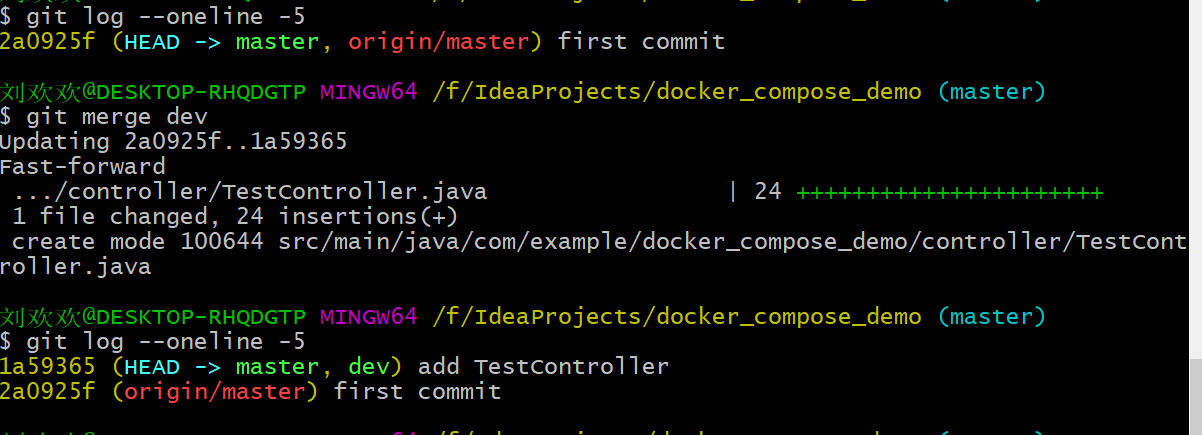 $ git log --oneline -5
2a0925f (HEAD -> master, origin/master) first commit
刘欢欢@DESKTOP-RHQDGTP MINGW64 /f/IdeaProjects/docker_compose_demo (master)
$ git merge dev
Updating 2a0925f..1a59365
Fast-forward
.../controller/TestController.java | 24 ++++++++++++++++++++++
1 file changed, 24 insertions(+)
create mode 100644 src/main/java/com/example/docker_compose_demo/controller/TestCont
roller.java
刘欢欢@DESKTOP-RHQDGTP MINGW64 /f/IdeaProjects/docker_compose_demo (master)
$ git log --oneline -5
1a59365 (HEAD -> master, dev) add TestController
2a0925f (origin/master) first commit